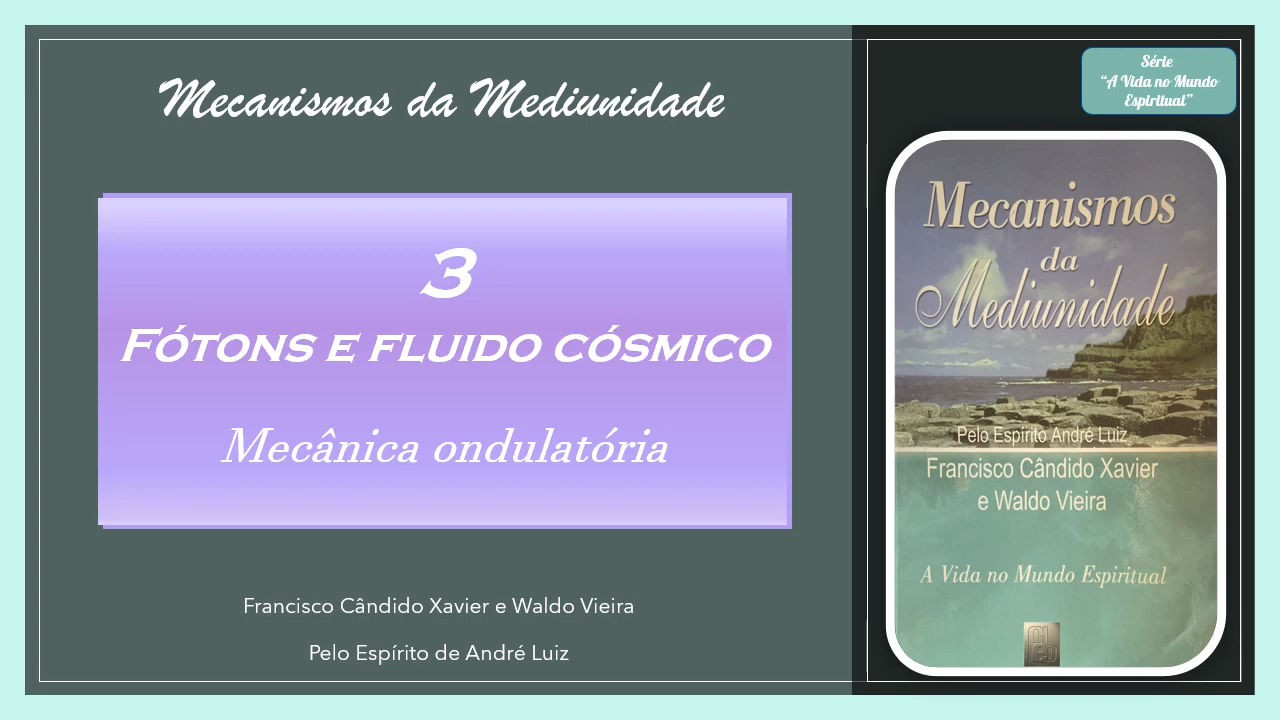 Mecanismos da Mediunidade
3
Fótons e fluido cósmico
Mecânica ondulatória
Francisco Cândido Xavier e Waldo Vieira
Pelo Espírito de André Luiz
Série
“A Vida no Mundo
Espiritual”
Mecanismos
da
Mediunidade
Pelo Espírito André Luiz
Francisco Cândido Xavier
e Waldo Vieira
A Vida no Mundo Espiritual